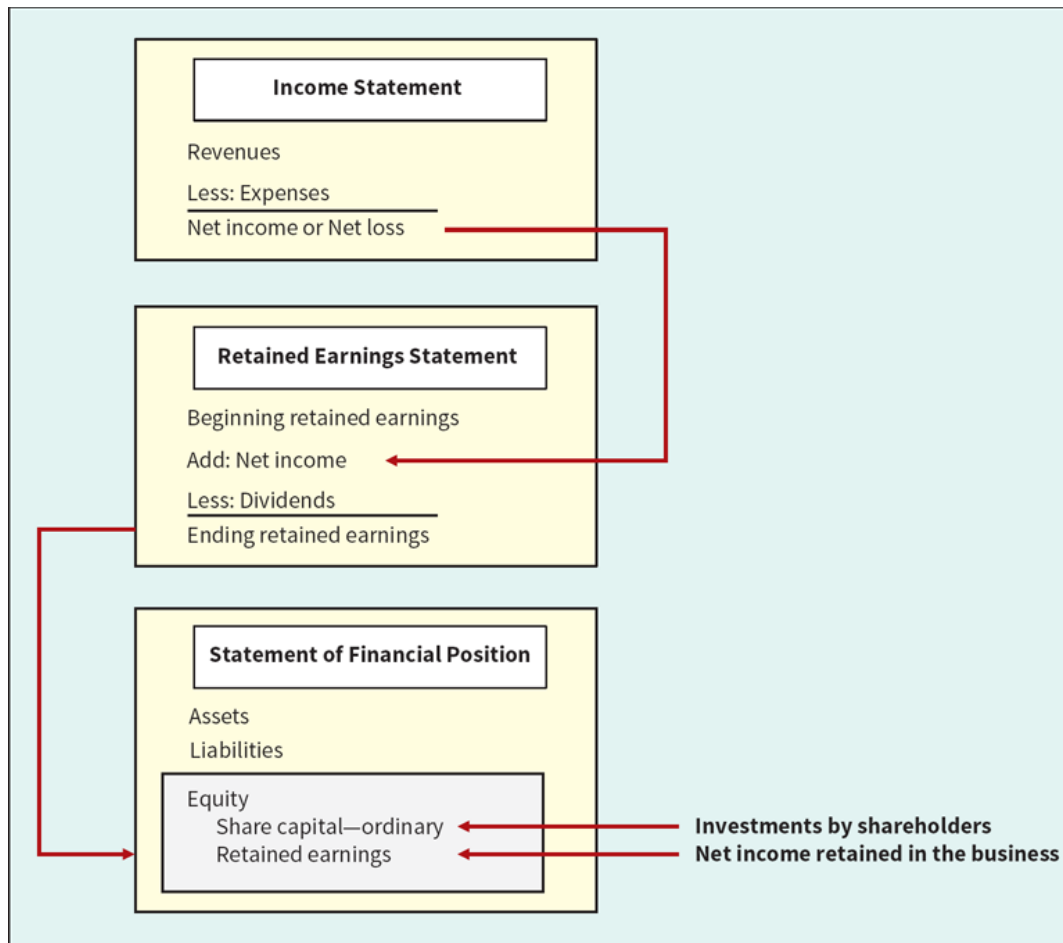 Income Statement
Revenues
Less: Expenses
Net income or Net loss
Retained Earnings Statement
Beginning retained earnings
Add: Net income
Less: Dividends
Ending retained earnings
Statement of Financial Position
Assets
Liabilities
Equity
Share capital—ordinary
Investments by shareholders
Retained earnings
Net income retained in the business